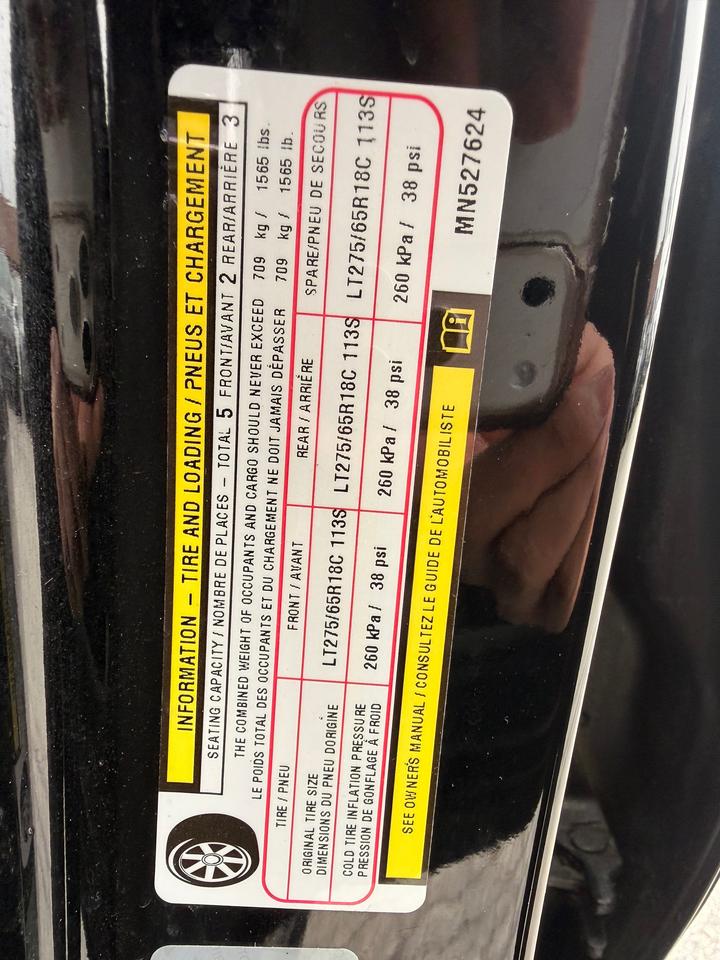 INFORMATION – TIRE AND LOADING / PNEUS ET CHARGEMENT
SEATING CAPACITY / NOMBRE DE PLACES – TOTAL 5 FRONT/AVANT 2 REAR/ARRIÈRE 3
THE COMBINED WEIGHT OF OCCUPANTS AND CARGO SHOULD NEVER EXCEED 709 kg / 1565 lbs.
LE POIDS TOTAL DES OCCUPANTS ET DU CHARGEMENT NE DOIT JAMAIS DÉPASSER 709 kg / 1565 lb.
TIRE / PNEU FRONT / AVANT REAR / ARRIÈRE SPARE/PNEU DE SECOURS
ORIGINAL TIRE SIZE
DIMENSIONS DU PNEU D'ORIGINE
LT275/65R18C 113S LT275/65R18C 113S LT275/65R18C 113S
COLD TIRE INFLATION PRESSURE
PRESSION DE GONFLAGE À FROID
260 kPa / 38 psi 260 kPa / 38 psi 260 kPa / 38 psi
SEE OWNER'S MANUAL / CONSULTEZ LE GUIDE DE L'AUTOMOBILISTE
MN527624